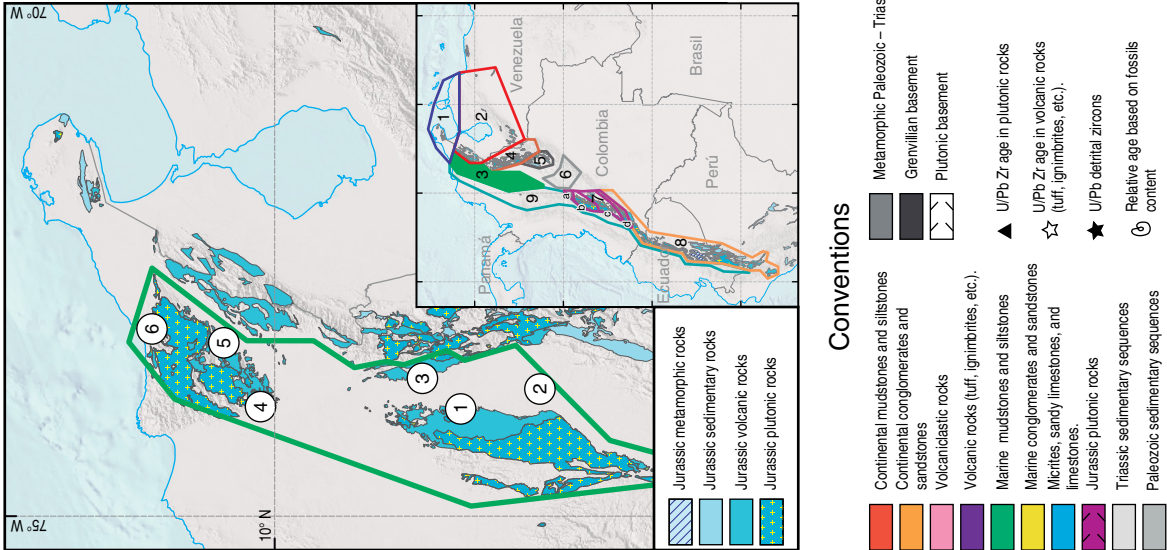 70° W
75° W
10° N
6
5
4
3
2
1
Panamá
Venezuela
Colombia
Brasil
Ecuado
Perú
1
2
3
4
5
6
7
8
9
a
b
c
d
Jurassic metamorphic rocks
Jurassic sedimentary rocks
Jurassic volcanic rocks
Jurassic plutonic rocks
Conventions
Continental mudstones and siltstones
Continental conglomerates and
sandstones
Volcaniclastic rocks
Volcanic rocks (tuff, ignimbrites, etc.).
Marine mudstones and siltstones
Marine conglomerates and sandstones
Micrites, sandy limestones, and
limestones.
Jurassic plutonic rocks
Triassic sedimentary sequences
Paleozoic sedimentary sequences
Metamorphic Paleozoic – Trias
Grenvillian basement
Plutonic basement
U/Pb Zr age in plutonic rocks
U/Pb Zr age in volcanic rocks
(tuff, ignimbrites, etc.).
U/Pb detrital zircons
Relative age based on fossils
content